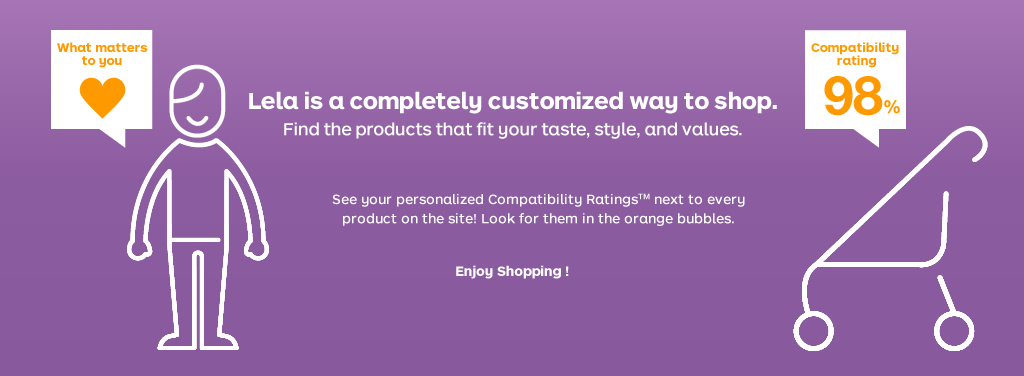 What matters
to you
Compatibility
rating
98%
Lela is a completely customized way to shop.
Find the products that fit your taste, style, and values.
See your personalized Compatibility Ratings™ next to every
product on the site! Look for them in the orange bubbles.
Enjoy Shopping !